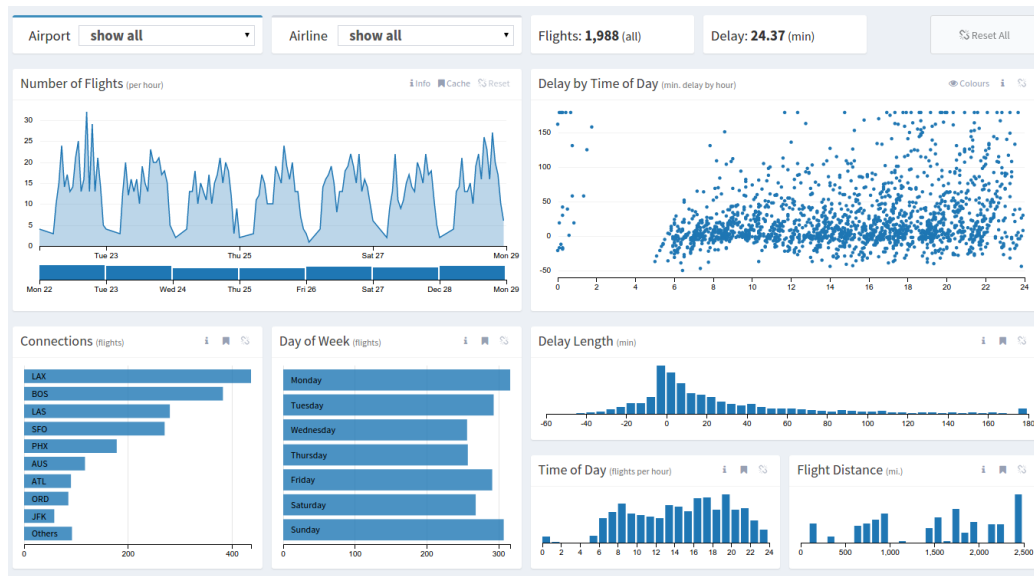 Airport show all
Airline show all
Flights: 1,988 (all)
Delay: 24.37 (min)
Reset All
Number of Flights (per hour)
Info Cache Reset
30
25
20
15
10
5
0
Tue 23 Thu 25 Sat 27 Mon 29
Mon 22 Tue 23 Wed 24 Thu 25 Fri 26 Sat 27 Dec 28 Mon 29
Delay by Time of Day (min. delay by hour)
Colours
150
100
50
0
-50
0 2 4 6 8 10 12 14 16 18 20 22 24
Connections (flights)
LAX
BOS
LAS
SFO
PHX
AUS
ATL
ORD
JFK
Others
0 200 400
Day of Week (flights)
Monday
Tuesday
Wednesday
Thursday
Friday
Saturday
Sunday
0 100 200 300
Delay Length (min)
-60 -40 -20 0 20 40 60 80 100 120 140 160 180
Time of Day (flights per hour)
0 2 4 6 8 10 12 14 16 18 20 22 24
Flight Distance (mi.)
0 500 1,000 1,500 2,000 2,500